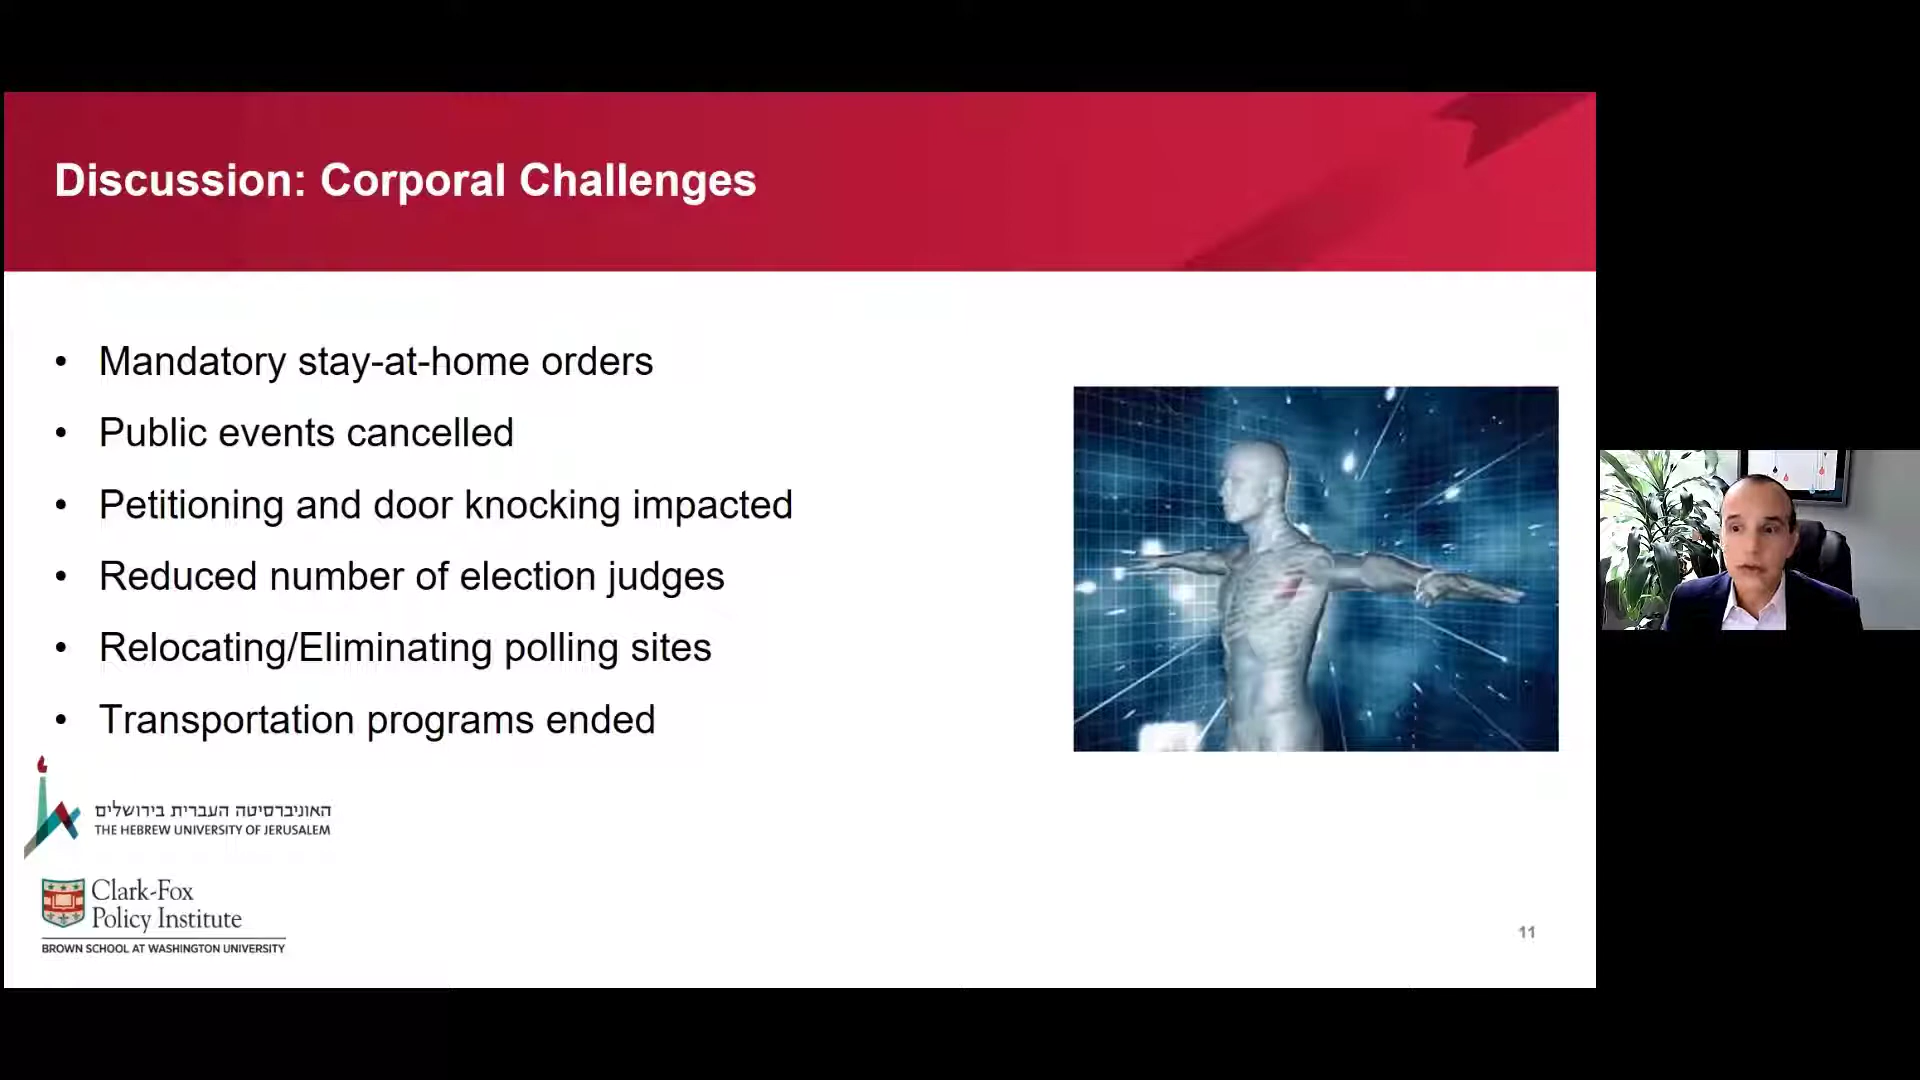 Discussion: Corporal Challenges
• Mandatory stay-at-home orders
• Public events cancelled
• Petitioning and door knocking impacted
• Reduced number of election judges
• Relocating/Eliminating polling sites
• Transportation programs ended
האוניברסיטה העברית בירושלים
THE HEBREW UNIVERSITY OF JERUSALEM
Clark-Fox
Policy Institute
BROWN SCHOOL AT WASHINGTON UNIVERSITY
11